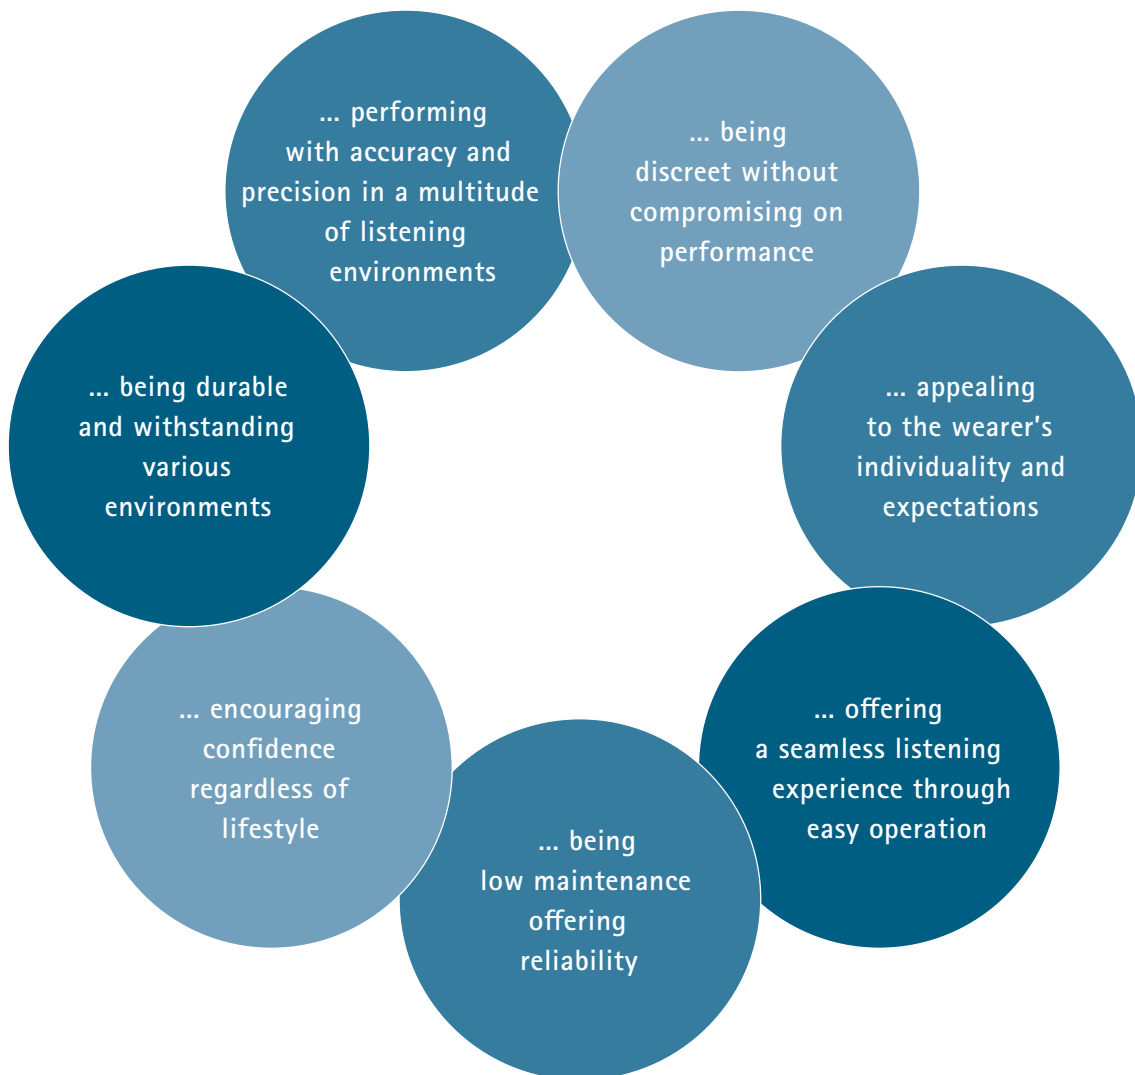 ... performing
with accuracy and
precision in a multitude
of listening
environments
... being
discreet without
compromising on
performance
... appealing
to the wearer's
individuality and
expectations
... offering
a seamless listening
experience through
easy operation
... being
low maintenance
offering
reliability
... encouraging
confidence
regardless of
lifestyle
... being durable
and withstanding
various
environments